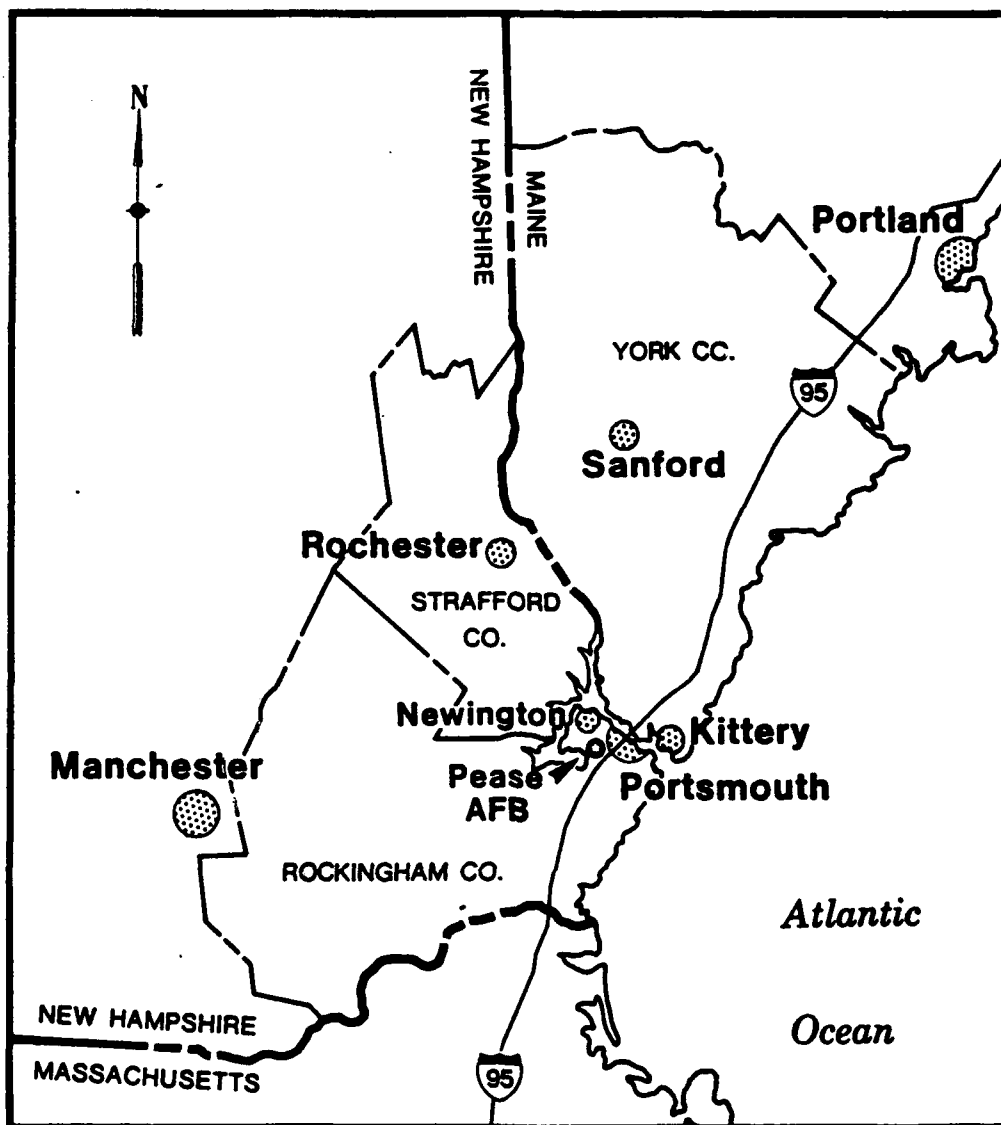 N
NEW HAMPSHIRE
MAINE
Portland
YORK CC.
95
Sanford
Rochester
STRAFFORD
CO.
Newington
Kittery
Manchester
Pease
AFB
Portsmouth
ROCKINGHAM CO.
Atlantic
Ocean
NEW HAMPSHIRE
MASSACHUSETTS
95